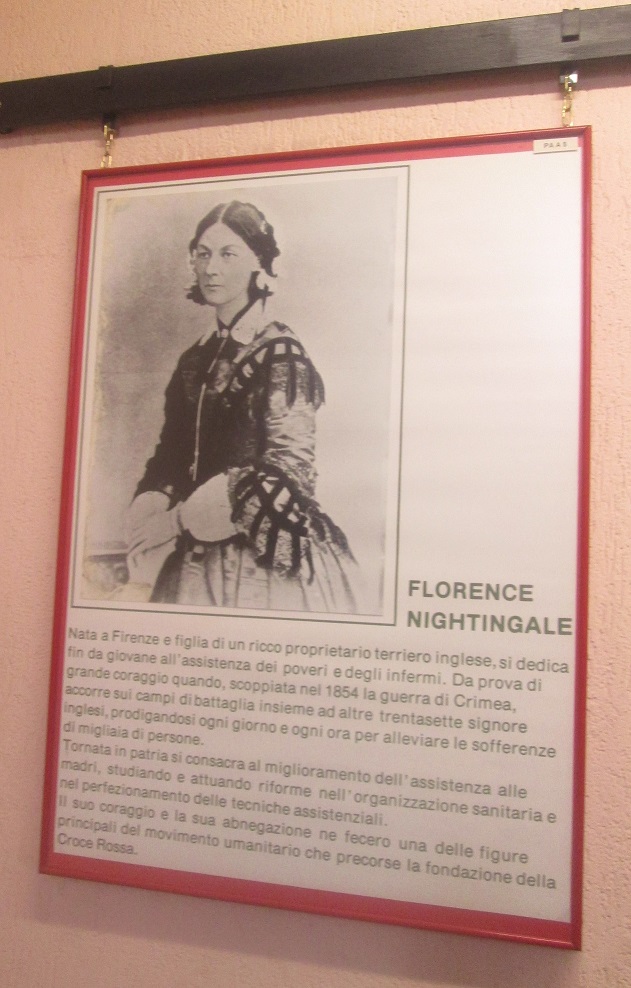 PAAS
FLORENCE
NIGHTINGALE
Nata a Firenze e figlia di un ricco proprietario terriero inglese, si dedica
fin da giovane all'assistenza dei poveri e degli infermi. Da prova di
grande coraggio quando, scoppiata nel 1854 la guerra di Crimea,
accorre sui campi di battaglia insieme ad altre trentasette signore
inglesi, prodigandosi ogni giorno e ogni ora per alleviare le sofferenze
di migliaia di persone.
Tornata in patria si consacra al miglioramento dell'assistenza alle
madri, studiando e attuando riforme nell'organizzazione sanitaria e
nel perfezionamento delle tecniche assistenziali.
Il suo coraggio e la sua abnegazione ne fecero una delle figure
principali del movimento umanitario che precorse la fondazione della
Croce Rossa.